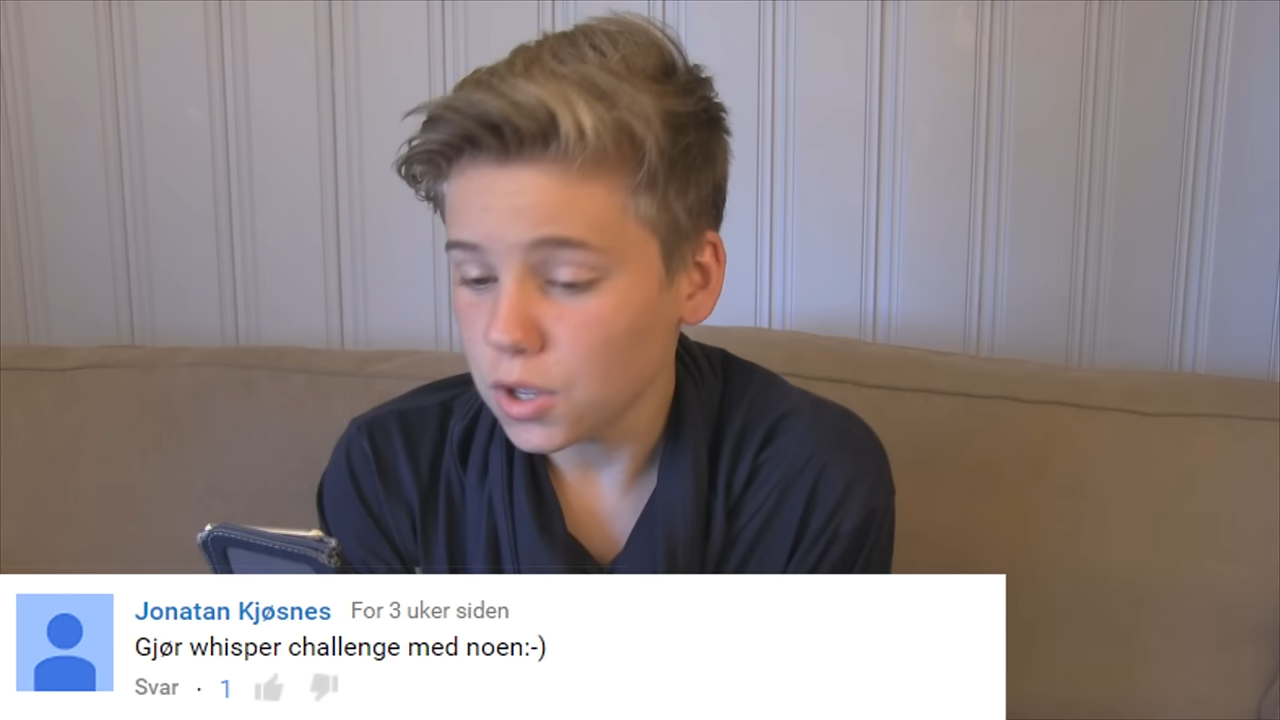 Jonatan Kjøsnes For 3 uker siden
Gjør whisper challenge med noen:-)
Svar · 1